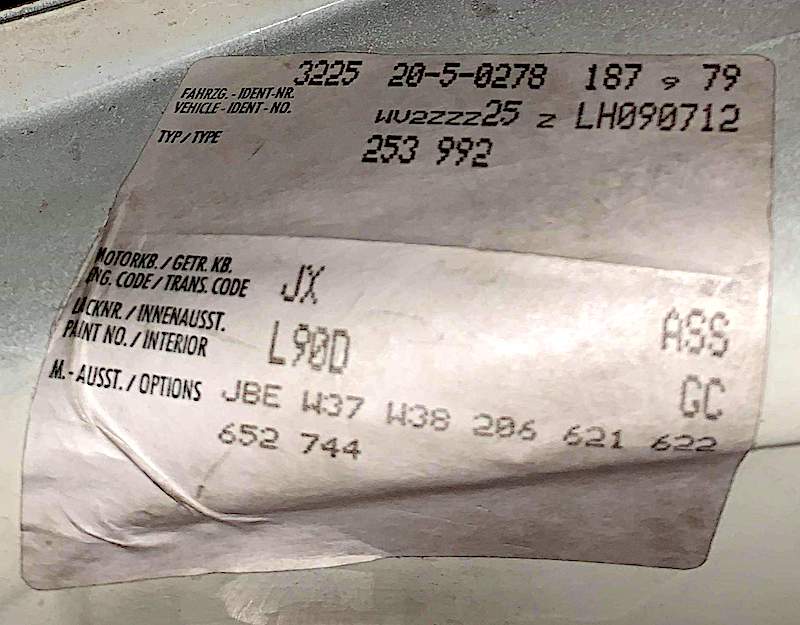 3225 20-5-0278 187 9 79
FAHRZG. - IDENT-NR.
VEHICLE - IDENT - NO. WV2ZZZ25 Z LH090712
TYP / TYPE 253 992
MOTORKB. / GETR. KB.
ENG. CODE / TRANS. CODE JX ASS
LACKNR. / INNENAUSST.
PAINT NO. / INTERIOR L90D GC
M. - AUSST. / OPTIONS JBE W37 W38 206 621 622
652 744